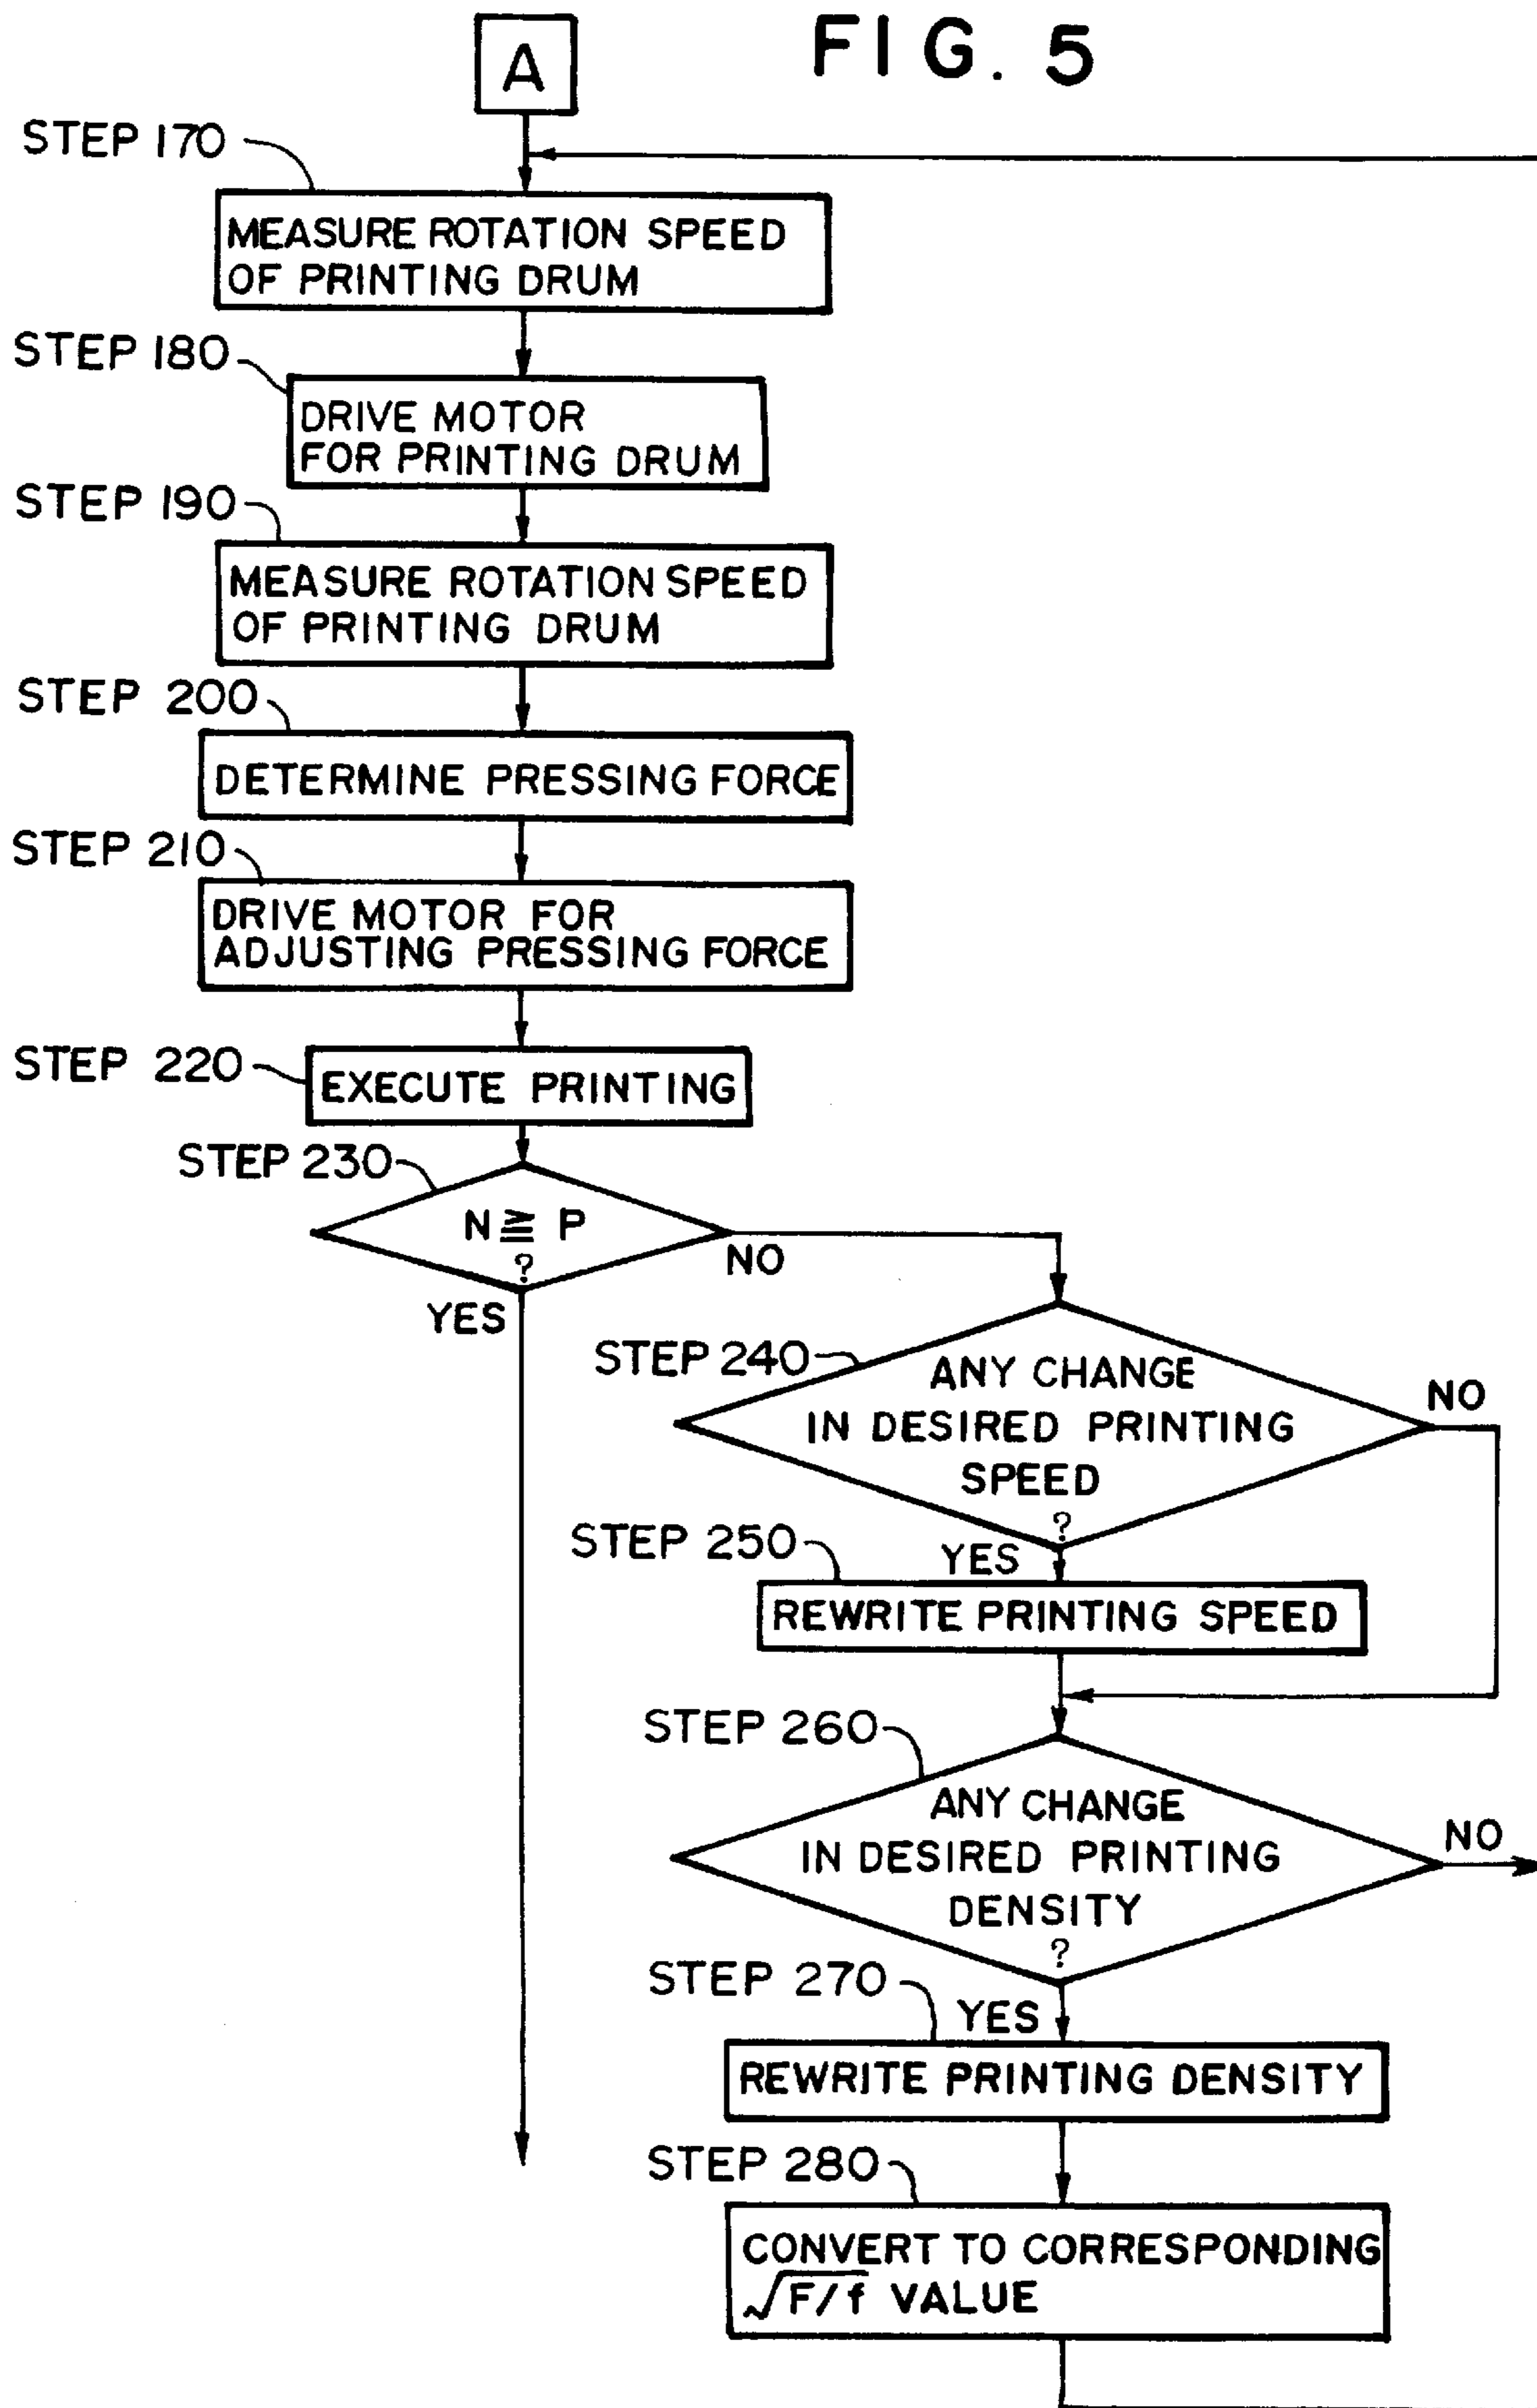 A
FIG. 5
STEP 170
MEASURE ROTATION SPEED
OF PRINTING DRUM
STEP 180
DRIVE MOTOR
FOR PRINTING DRUM
STEP 190
MEASURE ROTATION SPEED
OF PRINTING DRUM
STEP 200
DETERMINE PRESSING FORCE
STEP 210
DRIVE MOTOR FOR
ADJUSTING PRESSING FORCE
STEP 220
EXECUTE PRINTING
STEP 230
N ≧ P
?
NO
YES
STEP 240
ANY CHANGE
IN DESIRED PRINTING
SPEED
?
NO
YES
STEP 250
REWRITE PRINTING SPEED
STEP 260
ANY CHANGE
IN DESIRED PRINTING
DENSITY
?
NO
YES
STEP 270
REWRITE PRINTING DENSITY
STEP 280
CONVERT TO CORRESPONDING
√F/f VALUE